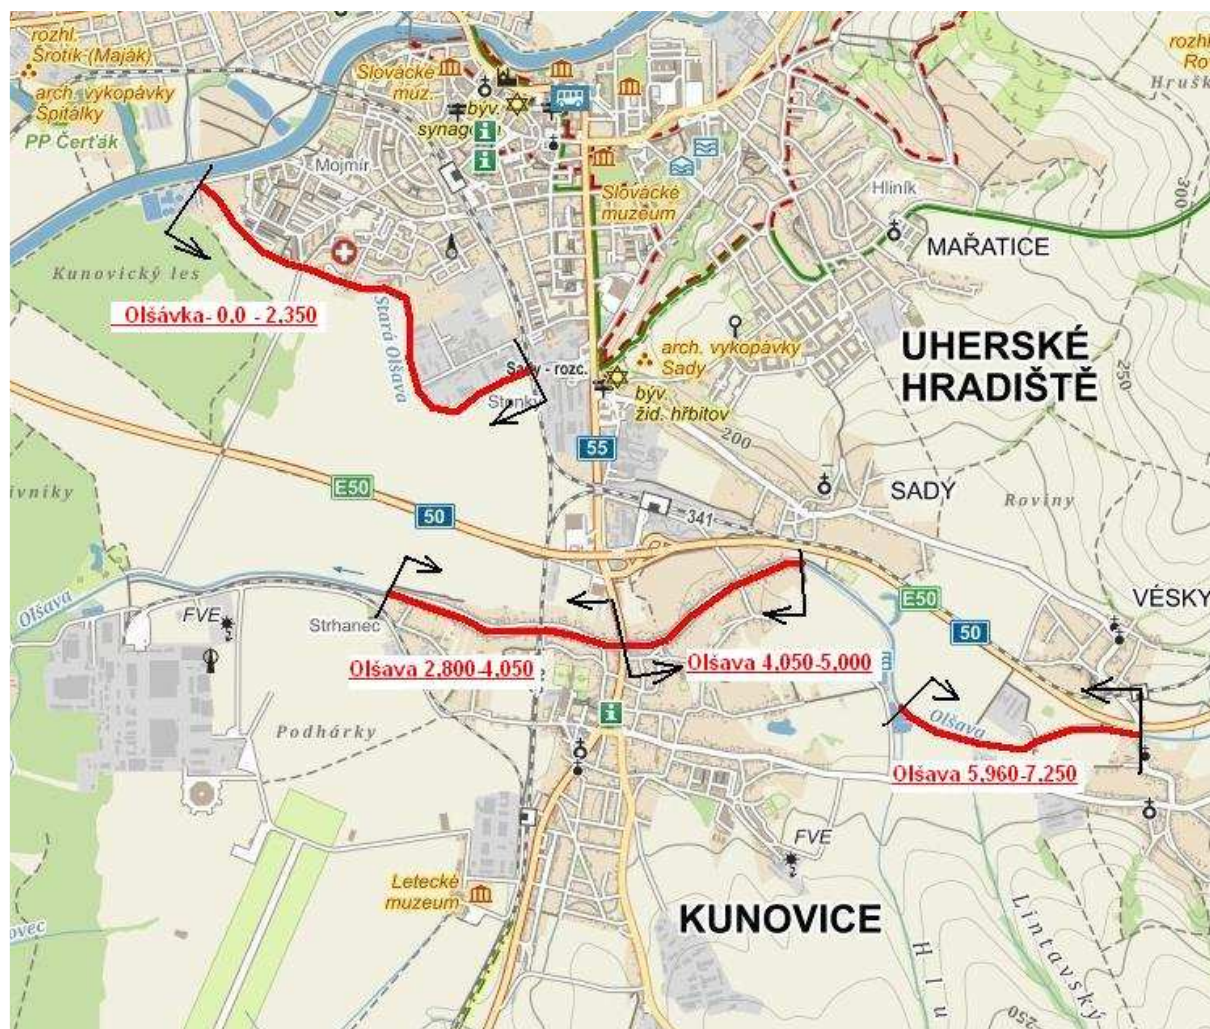 rozhl.
Šrotík (Maják)
arch. vykopávky
Špitálky
PP Čerťák
Slovácké
muz.
býv.
Mojmír
Slovácké
muzeum
Hliník
300
MAŘATICE
Kunovický les
Olšávka- 0,0 - 2,350
Stará Olšava
Sady - rozc.
arch. vykopávky
Sady
býv.
žid. hřbitov
UHERSKÉ
HRADIŠTĚ
250
200
55
E50
50
341
SADY
Roviny
Olšava
FVE
Strhanec
E50
50
VÉSKY
Olšava 2,800-4,050
Olšava 4,050-5,000
Olšava
Olšava 5,960-7,250
Podhárky
FVE
Letecké
muzeum
KUNOVICE
Lintavský
250